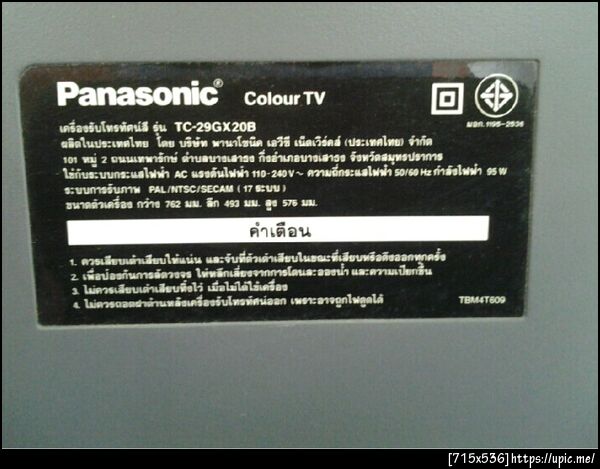 Panasonic® Colour TV
มอก. 1195-2536
เครื่องรับโทรทัศน์สี รุ่น TC-29GX20B
ผลิตในประเทศไทย โดย บริษัท พานาโซนิค เอวีซี เน็ตเวิร์คส์ (ประเทศไทย) จำกัด
101 หมู่ 2 ถนนเทพารักษ์ ตำบลบางเสาธง กิ่งอำเภอบางเสาธง จังหวัดสมุทรปราการ
ใช้กับระบบกระแสไฟฟ้า AC แรงดันไฟฟ้า 110-240V ~ ความถี่กระแสไฟฟ้า 50/60 Hz กำลังไฟฟ้า 95W
ระบบการรับภาพ PAL/NTSC/SECAM (17 ระบบ)
ขนาดตัวเครื่อง กว้าง 762 มม. ลึก 493 มม. สูง 576 มม.
คำเตือน
1. ควรเสียบเต้าเสียบให้แน่น และจับที่ตัวเต้าเสียบในขณะที่เสียบหรือดึงออกทุกครั้ง
2. เพื่อป้องกันการลัดวงจร ให้หลีกเลี่ยงจากการโดนละอองน้ำ และความเปียกชื้น
3. ไม่ควรเสียบเต้าเสียบทิ้งไว้ เมื่อไม่ได้ใช้เครื่อง
4. ไม่ควรถอดฝาด้านหลังเครื่องรับโทรทัศน์ออก เพราะอาจถูกไฟดูดได้
TBM4T609
[715x536]https://upic.me/